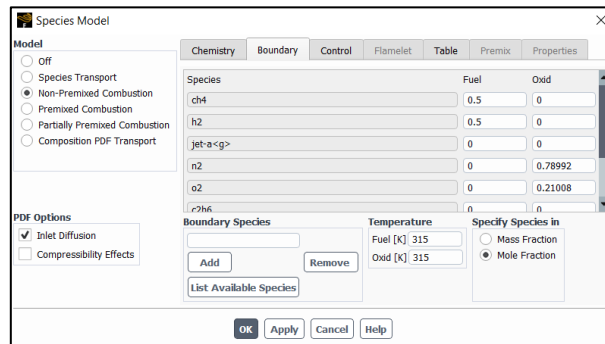 Species Model
Model
Off
Species Transport
Non-Premixed Combustion
Premixed Combustion
Partially Premixed Combustion
Composition PDF Transport
PDF Options
Inlet Diffusion
Compressibility Effects
Chemistry Boundary Control Flamelet Table Premix Properties
Species Fuel Oxid
ch4 0.5 0
h2 0.5 0
jet-a<g> 0 0
n2 0 0.78992
o2 0 0.21008
c2h6 0 0
Boundary Species
Add Remove
List Available Species
Temperature
Fuel [K] 315
Oxid [K] 315
Specify Species in
Mass Fraction
Mole Fraction
OK Apply Cancel Help